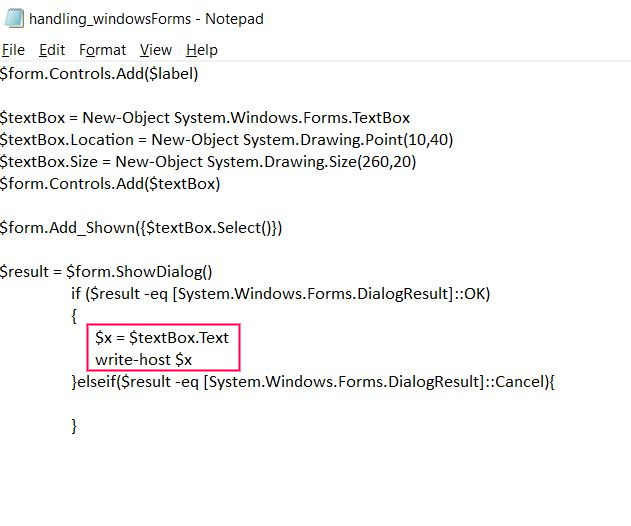 handling_windowsForms - Notepad
File Edit Format View Help
$form.Controls.Add($label)
$textBox = New-Object System.Windows.Forms.TextBox
$textBox.Location = New-Object System.Drawing.Point(10,40)
$textBox.Size = New-Object System.Drawing.Size(260,20)
$form.Controls.Add($textBox)
$form.Add_Shown({$textBox.Select()})
$result = $form.ShowDialog()
if ($result -eq [System.Windows.Forms.DialogResult]::OK)
{
$x = $textBox.Text
write-host $x
}elseif($result -eq [System.Windows.Forms.DialogResult]::Cancel){
}